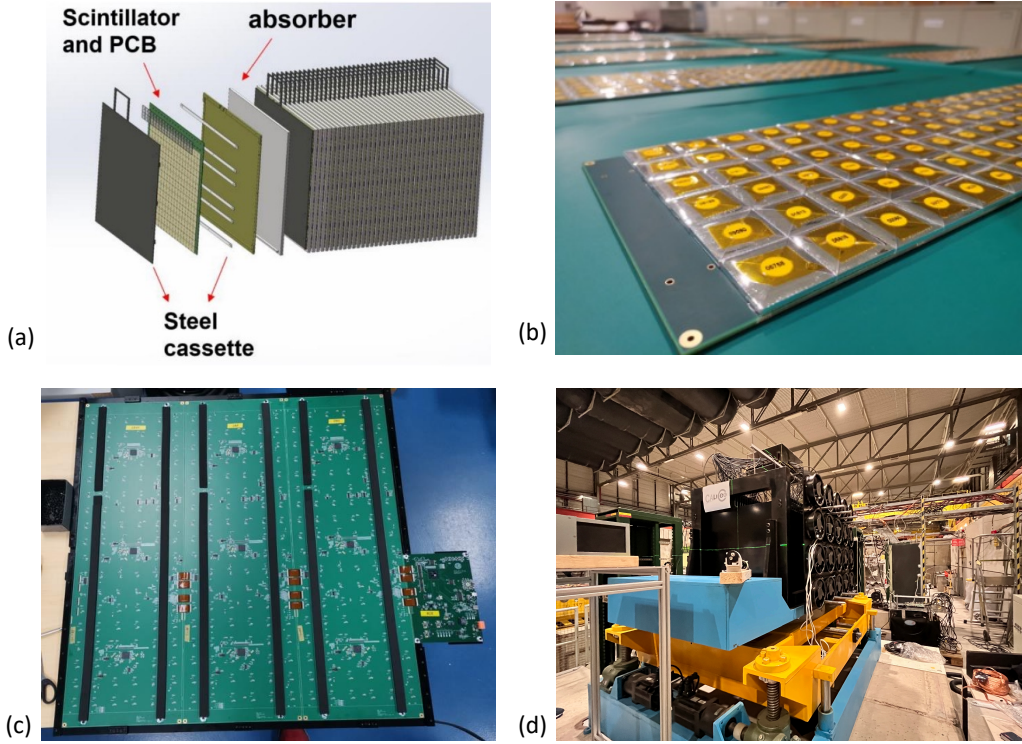 Scintillator
and PCB
absorber
Steel
cassette
(a)
(b)
(c)
(d)